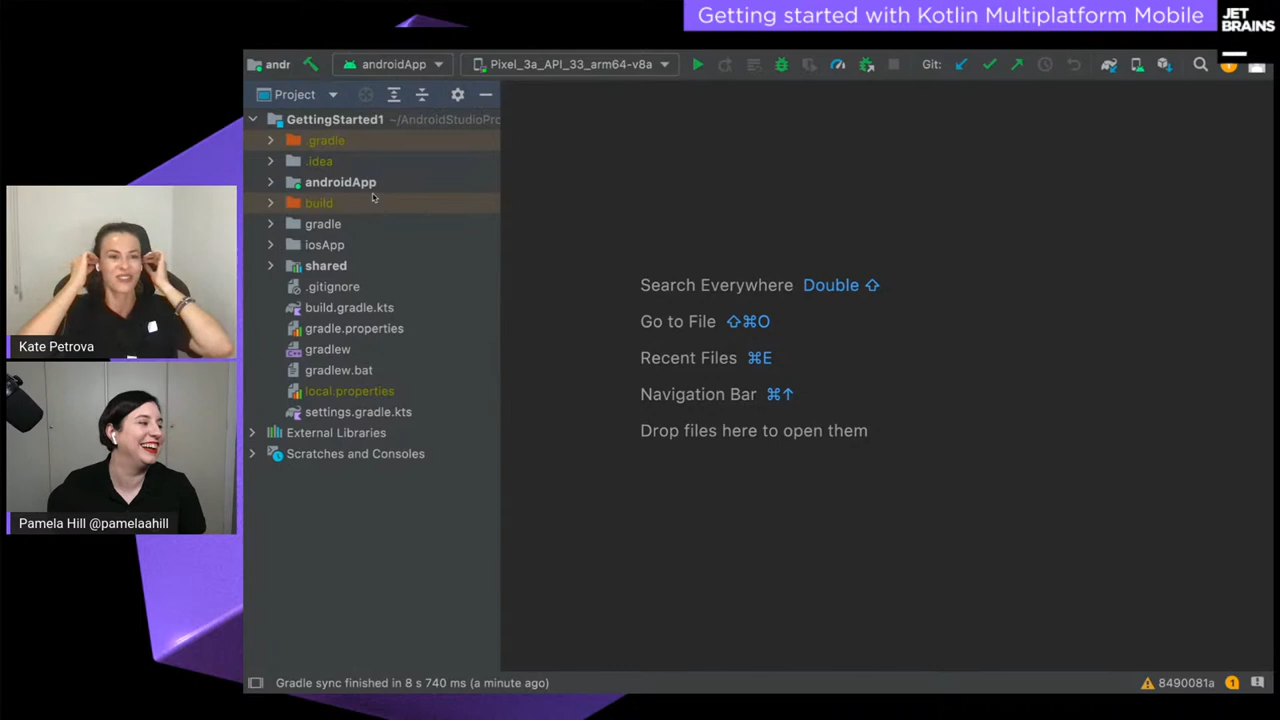 Getting started with Kotlin Multiplatform Mobile
JET
BRAINS
andr
androidApp
Pixel_3a_API_33_arm64-v8a
Git:
Project
GettingStarted1 ~/AndroidStudioPrc
.gradle
.idea
androidApp
build
gradle
iosApp
shared
.gitignore
build.gradle.kts
gradle.properties
gradlew
gradlew.bat
local.properties
settings.gradle.kts
External Libraries
Scratches and Consoles
Search Everywhere Double ⇧
Go to File ⇧⌘O
Recent Files ⌘E
Navigation Bar ⌘↑
Drop files here to open them
Kate Petrova
Pamela Hill @pamelaahill
Gradle sync finished in 8 s 740 ms (a minute ago)
8490081a
1